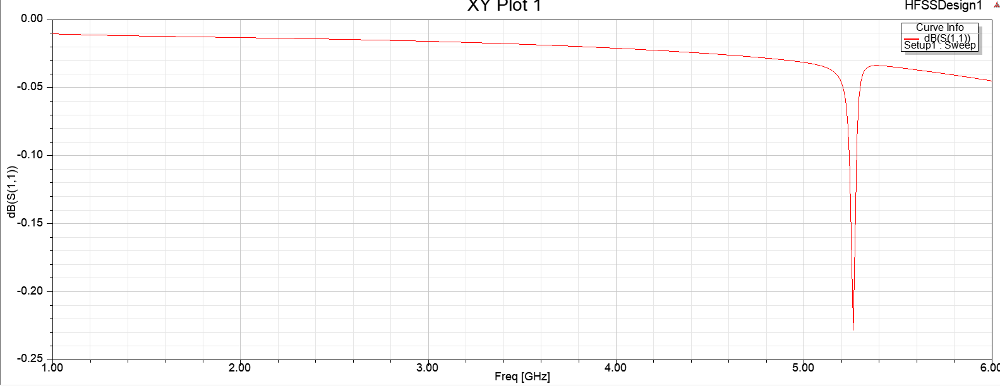 XY Plot 1
HFSSDesign1
Curve Info
dB(S(1,1))
Setup1 : Sweep
0.00
-0.05
-0.10
-0.15
-0.20
-0.25
dB(S(1,1))
1.00 2.00 3.00 4.00 5.00 6.00
Freq [GHz]